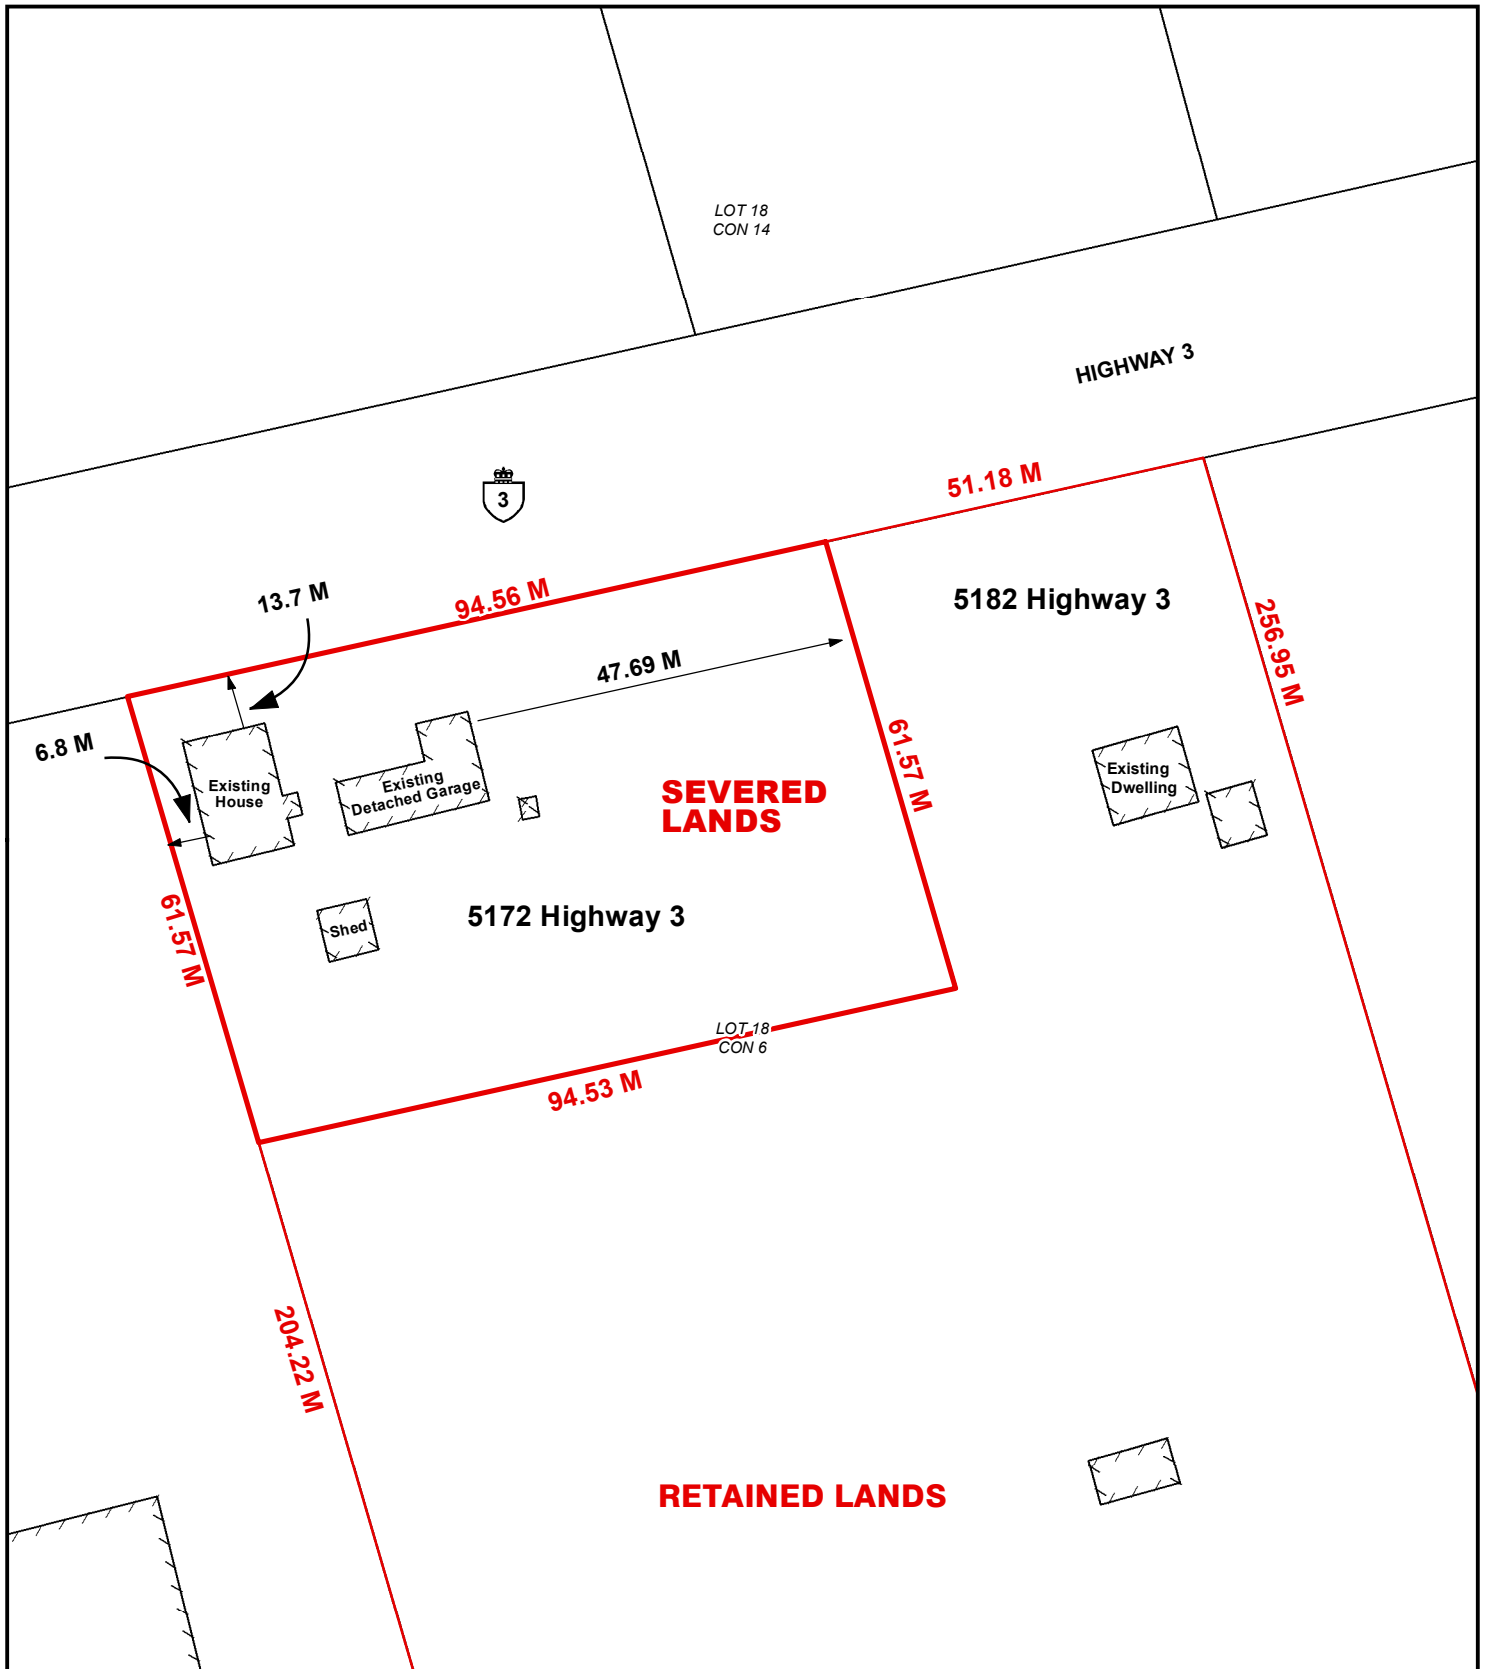 LOT 18
CON 14
HIGHWAY 3
3
51.18 M
13.7 M
94.56 M
5182 Highway 3
256.95 M
47.69 M
6.8 M
61.57 M
Existing
House
Existing
Detached Garage
SEVERED
LANDS
Existing
Dwelling
61.57 M
Shed
5172 Highway 3
LOT 18
CON 6
94.53 M
204.22 M
RETAINED LANDS